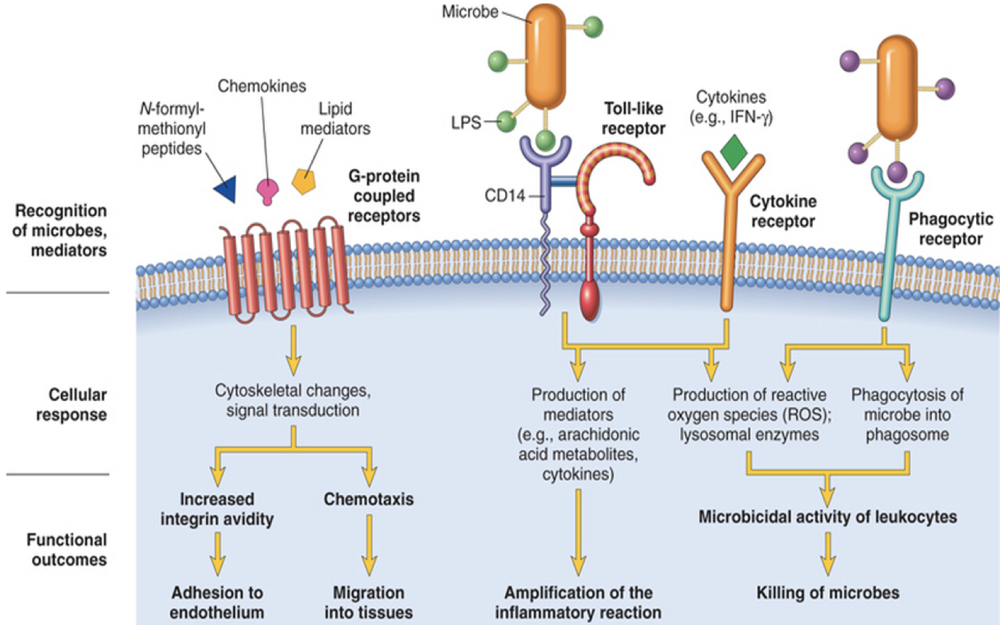 Microbe
Chemokines
N-formyl-
methionyl
peptides
Lipid
mediators
G-protein
coupled
receptors
LPS
CD14
Toll-like
receptor
Cytokines
(e.g., IFN-γ)
Cytokine
receptor
Phagocytic
receptor
Recognition
of microbes,
mediators
Cellular
response
Cytoskeletal changes,
signal transduction
Production of
mediators
(e.g., arachidonic
acid metabolites,
cytokines)
Production of reactive
oxygen species (ROS);
lysosomal enzymes
Phagocytosis of
microbe into
phagosome
Functional
outcomes
Increased
integrin avidity
Chemotaxis
Microbicidal activity of leukocytes
Adhesion to
endothelium
Migration
into tissues
Amplification of the
inflammatory reaction
Killing of microbes